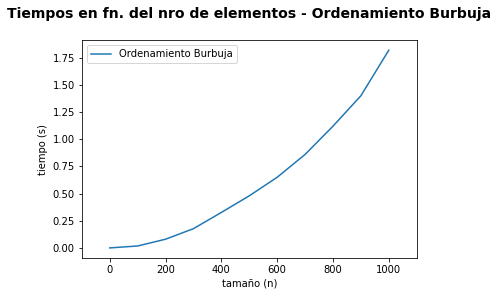 Tiempos en fn. del nro de elementos - Ordenamiento Burbuja
Ordenamiento Burbuja
1.75
1.50
1.25
1.00
0.75
0.50
0.25
0.00
tiempo (s)
0 200 400 600 800 1000
tamaño (n)